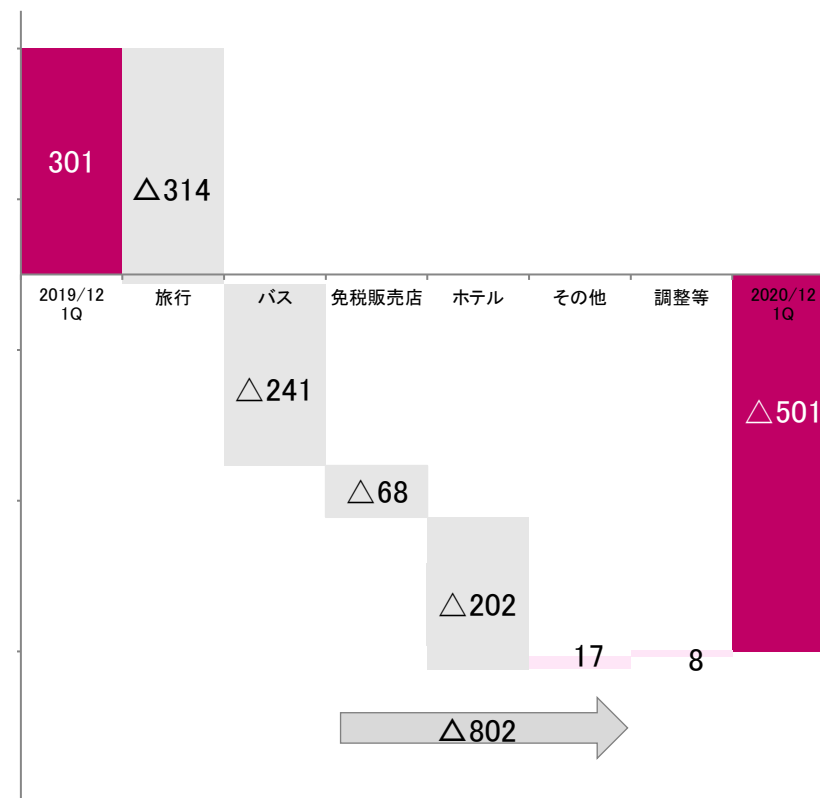 301
△314
2019/12
1Q
旅行
バス
免税販売店
ホテル
その他
調整等
2020/12
1Q
△241
△501
△68
△202
17
8
△802